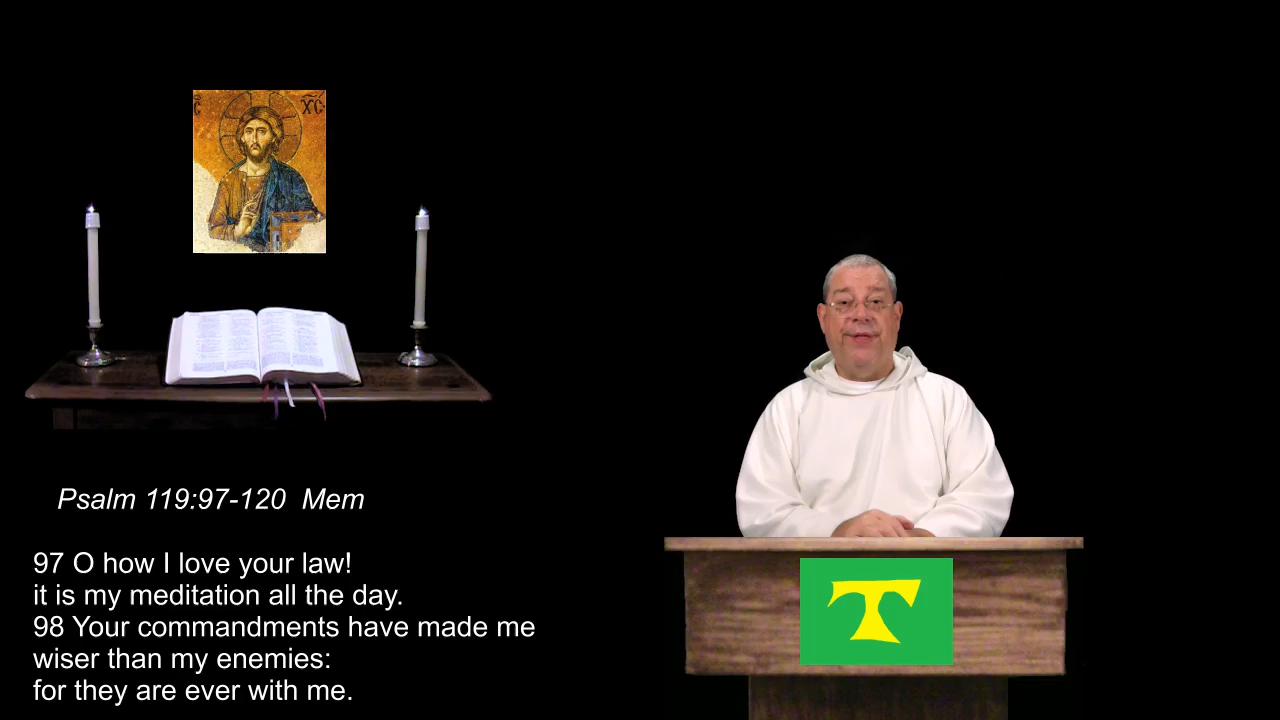 C XC
Psalm 119:97-120 Mem
97 O how I love your law!
it is my meditation all the day.
98 Your commandments have made me
wiser than my enemies:
for they are ever with me.
T